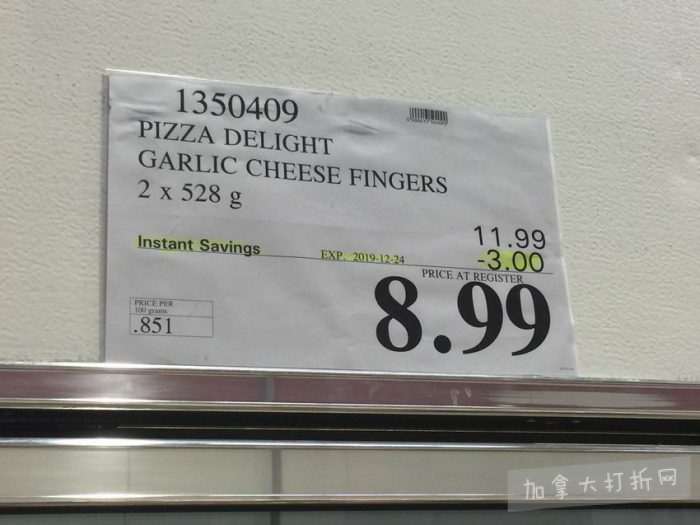 1350409
PIZZA DELIGHT
GARLIC CHEESE FINGERS
2 x 528 g
11.99
Instant Savings EXP. 2019-12-24 -3.00
PRICE AT REGISTER
8.99
PRICE PER
100 grams
.851
加拿大打折网